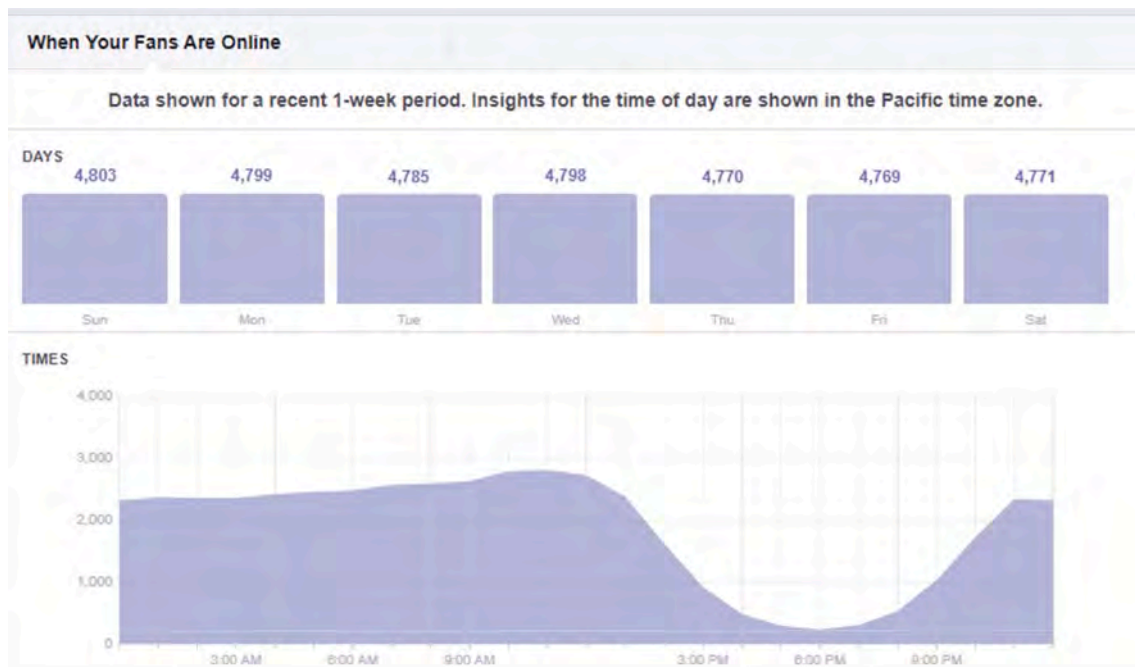 When Your Fans Are Online
Data shown for a recent 1-week period. Insights for the time of day are shown in the Pacific time zone.
DAYS
4,803 4,799 4,785 4,798 4,770 4,769 4,771
Sun Mon Tue Wed Thu Fri Sat
TIMES
4,000
3,000
2,000
1,000
0
3:00 AM 6:00 AM 9:00 AM 3:00 PM 6:00 PM 9:00 PM